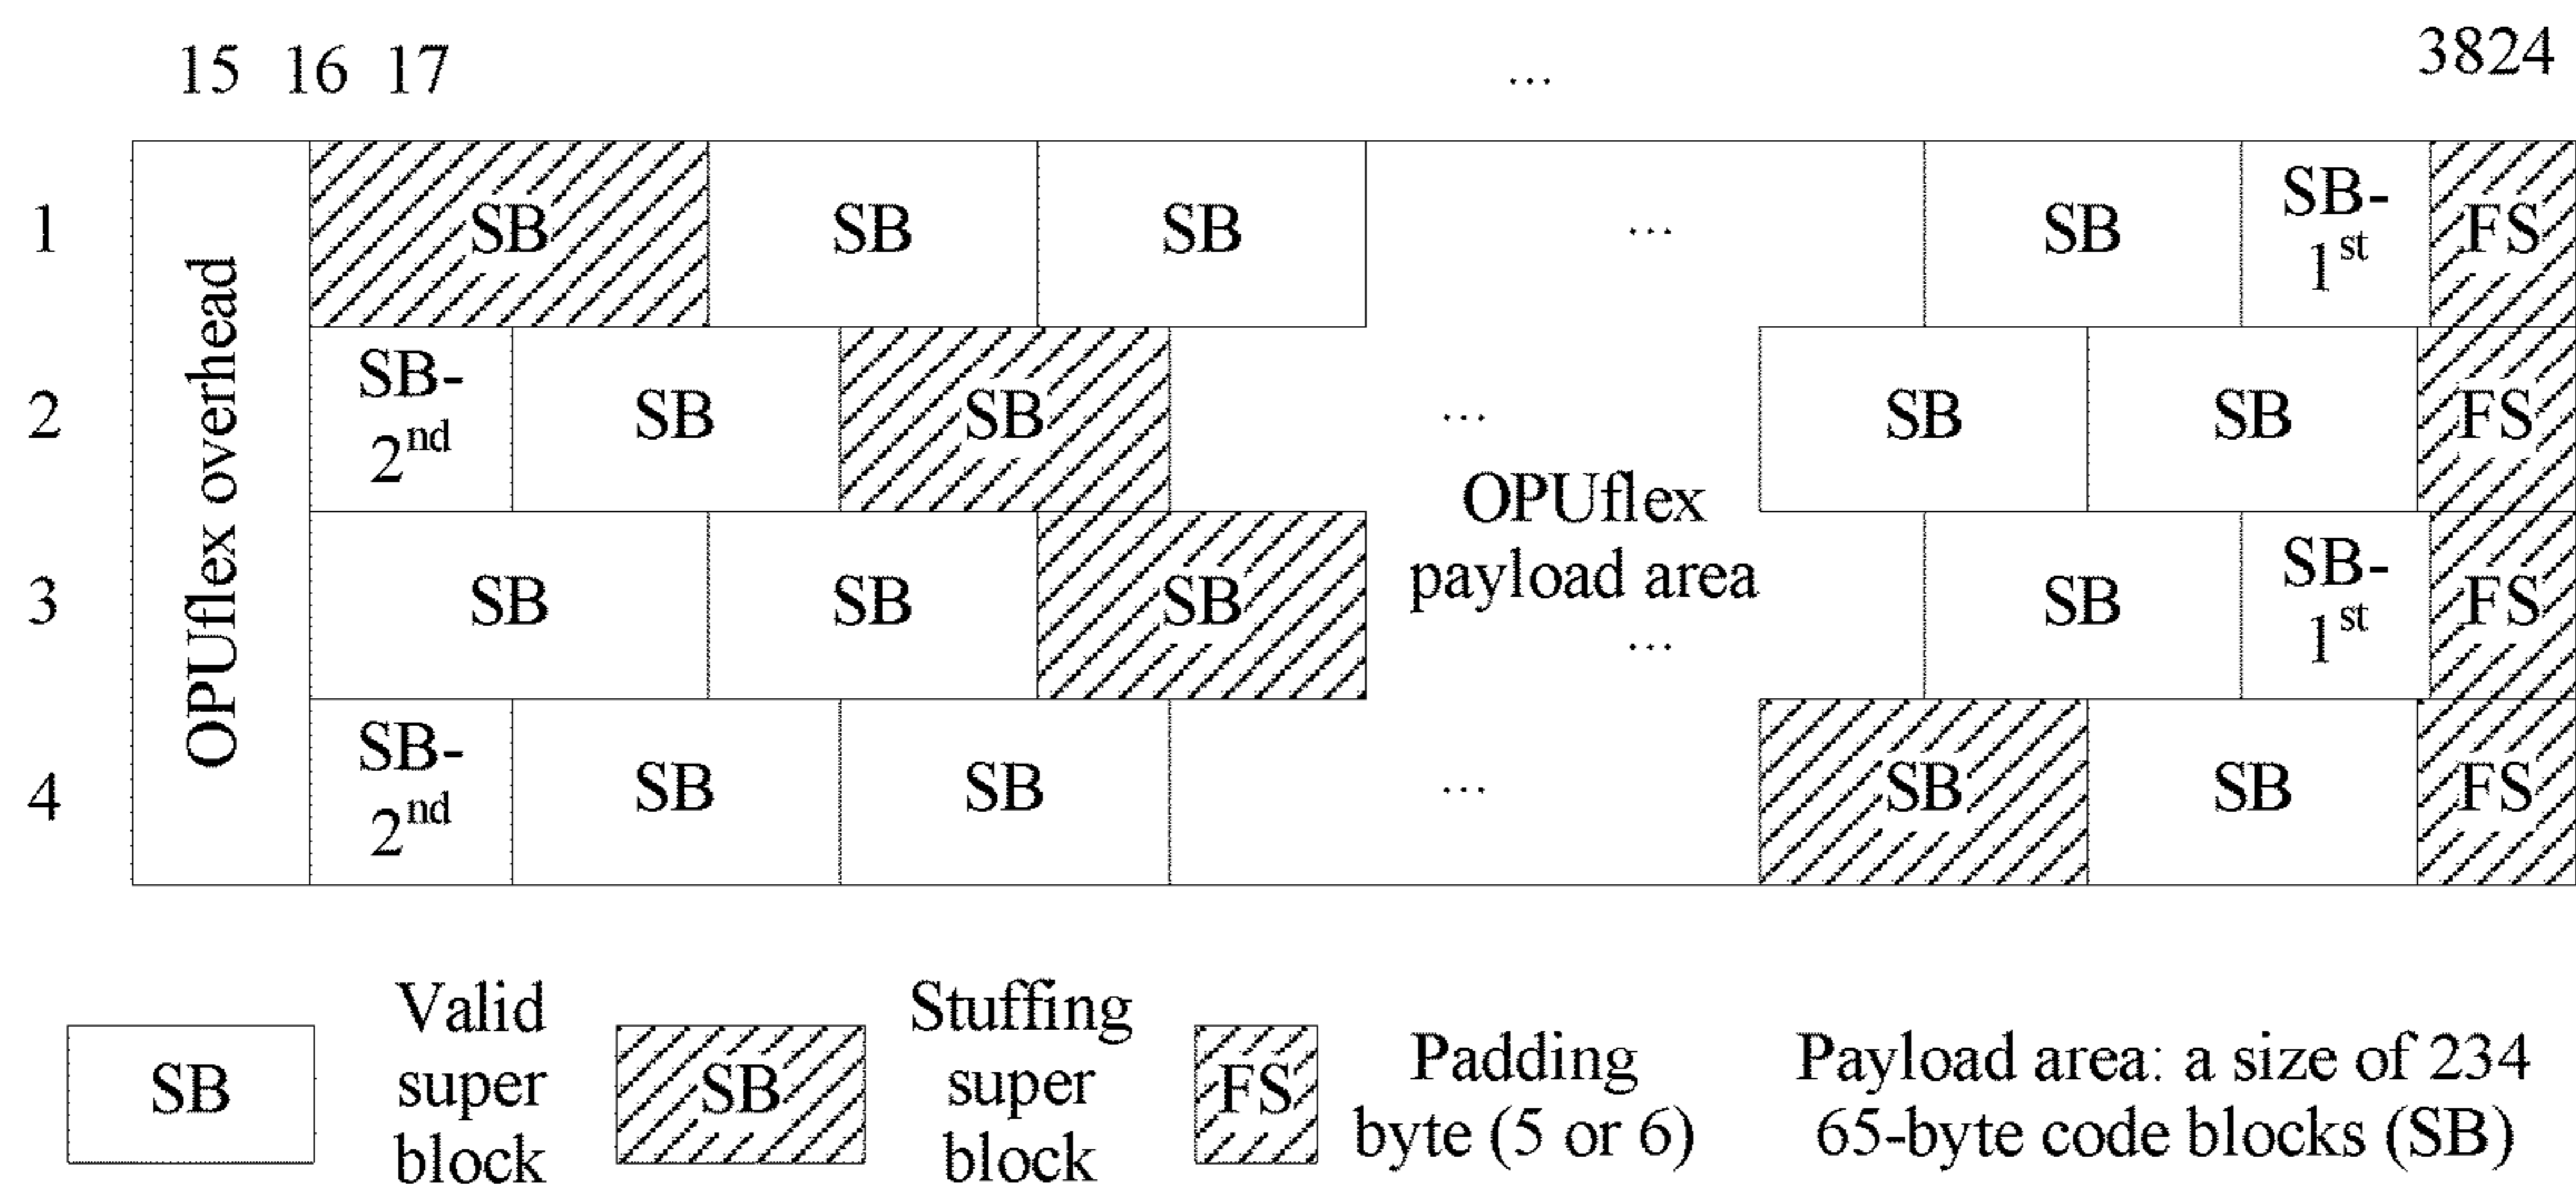 15 16 17 ... 3824
1 SB SB SB ... SB SB-1st FS
2 SB-2nd SB SB ... SB SB FS
3 SB SB SB ... SB SB-1st FS
4 SB-2nd SB SB ... SB SB FS
OPUflex overhead
OPUflex
payload area
SB
Valid
super
block
SB
Stuffing
super
block
FS
Padding
byte (5 or 6)
Payload area: a size of 234
65-byte code blocks (SB)